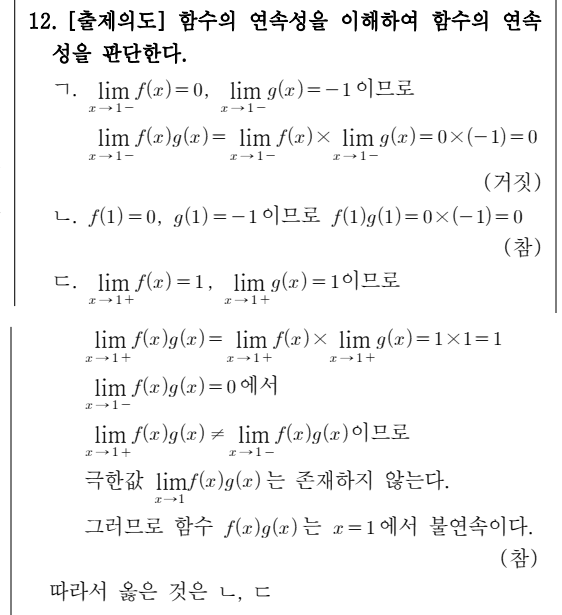 12. [출제의도] 함수의 연속성을 이해하여 함수의 연속
성을 판단한다.
ㄱ. lim_{x→1-} f(x)=0, lim_{x→1-} g(x)=-1이므로
lim_{x→1-} f(x)g(x)= lim_{x→1-} f(x)× lim_{x→1-} g(x)=0×(-1)=0
(거짓)
ㄴ. f(1)=0, g(1)=-1이므로 f(1)g(1)=0×(-1)=0
(참)
ㄷ. lim_{x→1+} f(x)=1, lim_{x→1+} g(x)=1이므로
lim_{x→1+} f(x)g(x)= lim_{x→1+} f(x)× lim_{x→1+} g(x)=1×1=1
lim_{x→1-} f(x)g(x)=0에서
lim_{x→1+} f(x)g(x)≠ lim_{x→1-} f(x)g(x)이므로
극한값 lim_{x→1} f(x)g(x)는 존재하지 않는다.
그러므로 함수 f(x)g(x)는 x=1에서 불연속이다.
(참)
따라서 옳은 것은 ㄴ, ㄷ